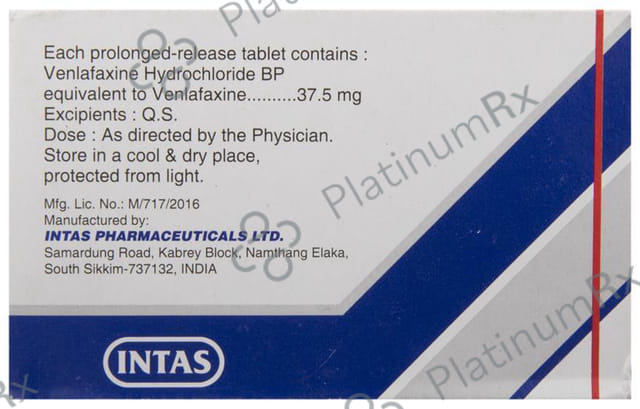 Each prolonged-release tablet contains :
Venlafaxine Hydrochloride BP
equivalent to Venlafaxine..........37.5 mg
Excipients : Q.S.
Dose : As directed by the Physician.
Store in a cool & dry place,
protected from light.
Mfg. Lic. No.: M/717/2016
Manufactured by:
INTAS PHARMACEUTICALS LTD.
Samardung Road, Kabrey Block, Namthang Elaka,
South Sikkim-737132, INDIA
INTAS
PlatinumRx
PlatinumRx
PlatinumRx
Rx